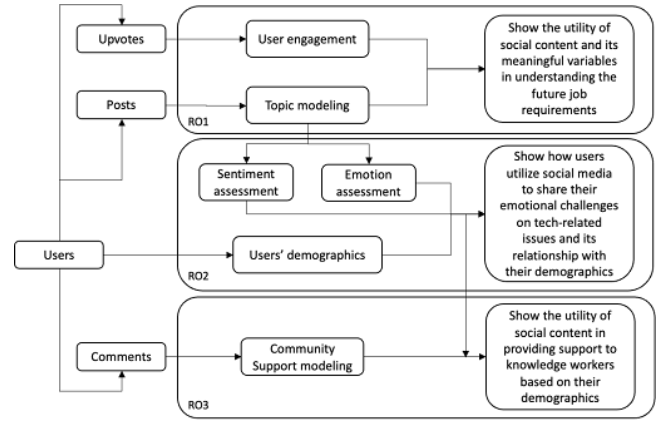 Upvotes
User engagement
Show the utility of
social content and its
meaningful variables
in understanding the
future job
requirements
Posts
Topic modeling
RO1
Sentiment
assessment
Emotion
assessment
Show how users
utilize social media
to share their
emotional challenges
on tech-related
issues and its
relationship with
their demographics
Users
Users' demographics
RO2
Comments
Community
Support modeling
Show the utility of
social content in
providing support to
knowledge workers
based on their
demographics
RO3